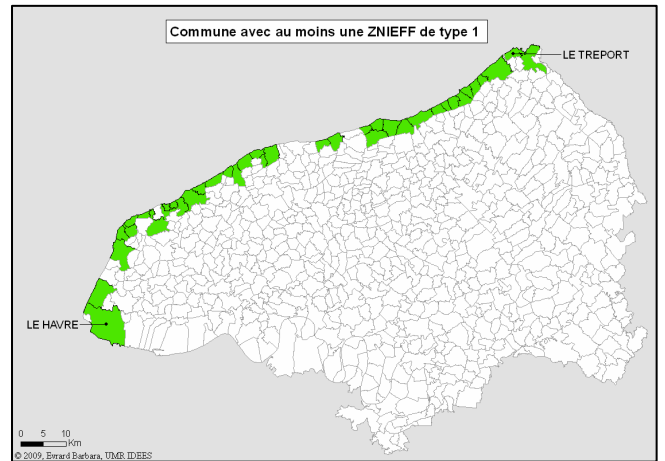 Commune avec au moins une ZNIEFF de type 1
LE TREPORT
LE HAVRE
0 5 10
Km
© 2009, Evrard Barbara, UMR IDEES